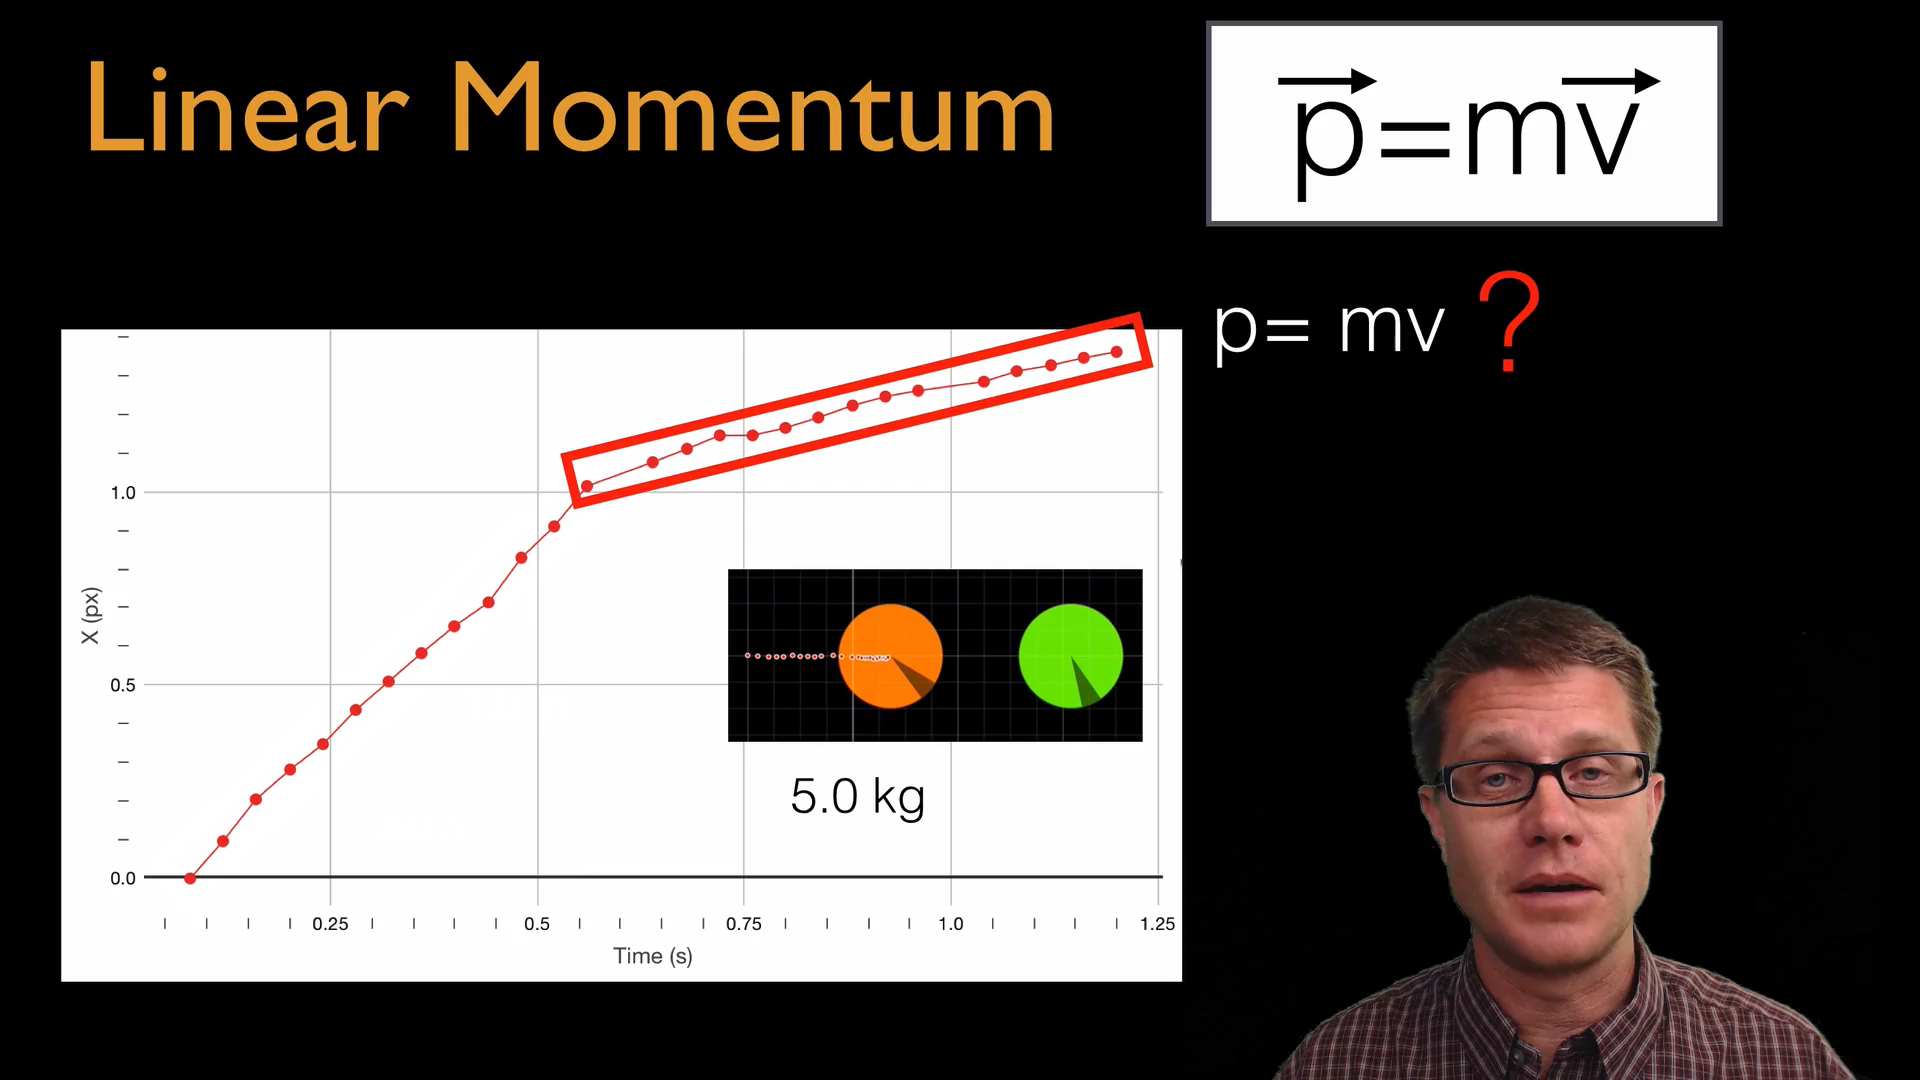 Linear Momentum
p=mv
p= mv ?
1.0
0.5
0.0
X (px)
5.0 kg
0.25 0.5 0.75 1.0 1.25
Time (s)